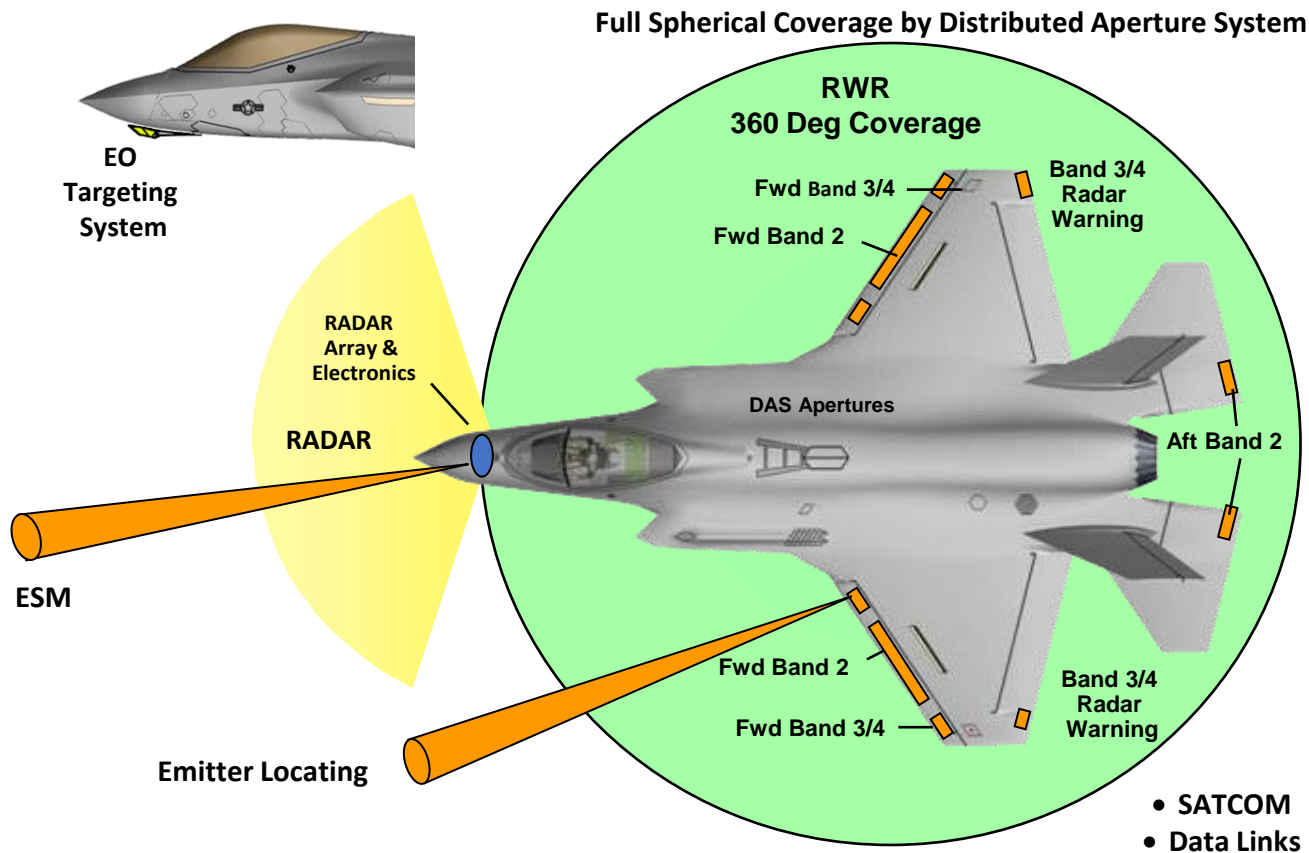 Full Spherical Coverage by Distributed Aperture System
EO
Targeting
System
RWR
360 Deg Coverage
Fwd Band 3/4
Fwd Band 2
Band 3/4
Radar
Warning
RADAR
Array &
Electronics
RADAR
DAS Apertures
Aft Band 2
ESM
Fwd Band 2
Fwd Band 3/4
Band 3/4
Radar
Warning
Emitter Locating
• SATCOM
• Data Links